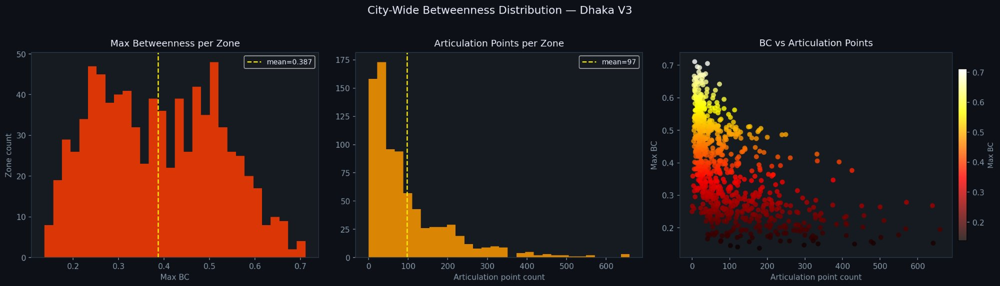 City-Wide Betweenness Distribution — Dhaka V3
Max Betweenness per Zone
mean=0.387
Zone count
50
40
30
20
10
0
0.2 0.3 0.4 0.5 0.6 0.7
Max BC
Articulation Points per Zone
mean=97
175
150
125
100
75
50
25
0
0 100 200 300 400 500 600
Articulation point count
BC vs Articulation Points
Max BC
0.7
0.6
0.5
0.4
0.3
0.2
0 100 200 300 400 500 600
Articulation point count
0.7
0.6
0.5
0.4
0.3
0.2
Max BC